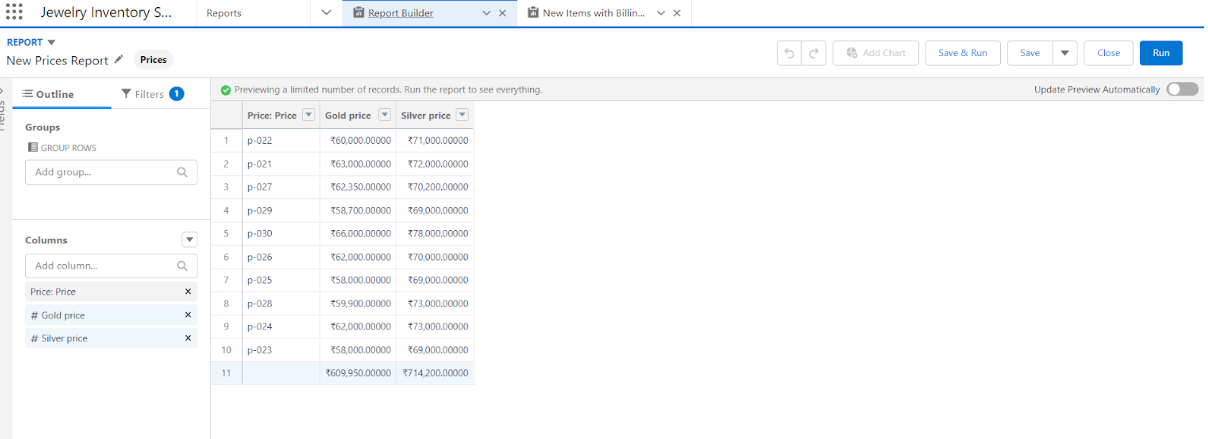 Jewelry Inventory S... Reports Report Builder New Items with Billin...
REPORT
New Prices Report Prices Add Chart Save & Run Save Close Run
Fields
Outline Filters 1
Previewing a limited number of records. Run the report to see everything. Update Preview Automatically
Groups
GROUP ROWS
Add group...
Columns
Add column...
Price: Price
# Gold price
# Silver price
Price: Price Gold price Silver price
1 p-022 ₹60,000.00000 ₹71,000.00000
2 p-021 ₹63,000.00000 ₹72,000.00000
3 p-027 ₹62,350.00000 ₹70,200.00000
4 p-029 ₹58,700.00000 ₹69,000.00000
5 p-030 ₹66,000.00000 ₹78,000.00000
6 p-026 ₹62,000.00000 ₹70,000.00000
7 p-025 ₹58,000.00000 ₹69,000.00000
8 p-028 ₹59,900.00000 ₹73,000.00000
9 p-024 ₹62,000.00000 ₹73,000.00000
10 p-023 ₹58,000.00000 ₹69,000.00000
11 ₹609,950.00000 ₹714,200.00000